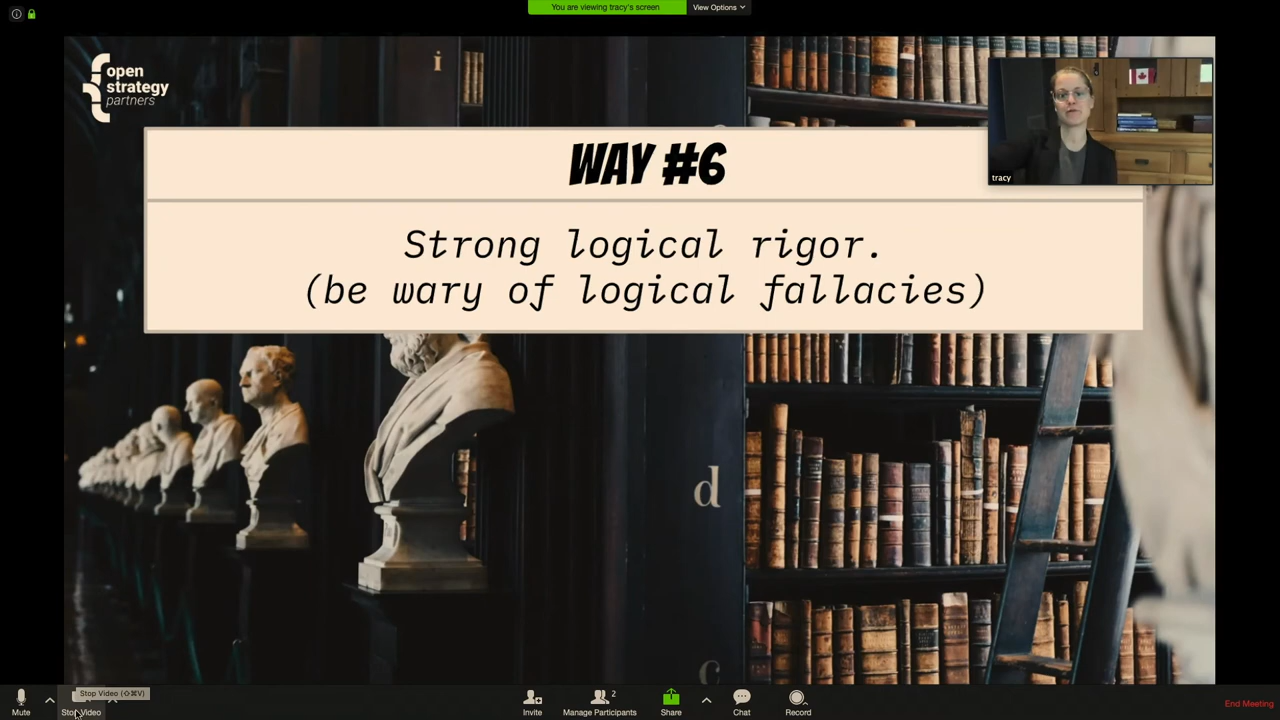 You are viewing tracy's screen
View Options
open
strategy
partners
i
WAY #6
Strong logical rigor.
(be wary of logical fallacies)
tracy
d
c
Stop Video (⇧⌘V)
Mute
Stop Video
Invite
2
Manage Participants
Share
Chat
Record
End Meeting